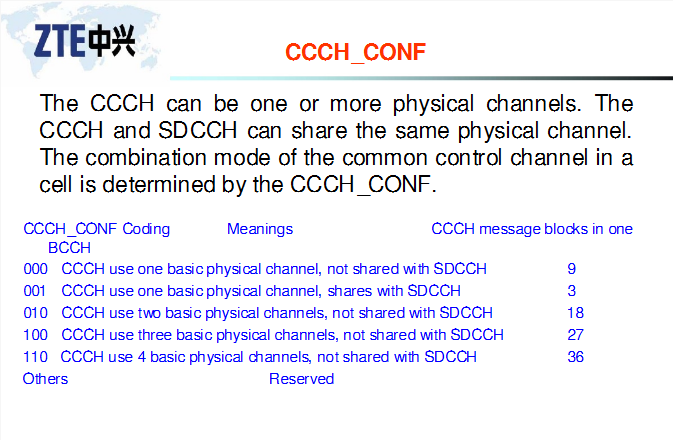 ZTE中兴
CCCH_CONF
The CCCH can be one or more physical channels. The
CCCH and SDCCH can share the same physical channel.
The combination mode of the common control channel in a
cell is determined by the CCCH_CONF.
CCCH_CONF Coding Meanings CCCH message blocks in one
BCCH
000 CCCH use one basic physical channel, not shared with SDCCH 9
001 CCCH use one basic physical channel, shares with SDCCH 3
010 CCCH use two basic physical channels, not shared with SDCCH 18
100 CCCH use three basic physical channels, not shared with SDCCH 27
110 CCCH use 4 basic physical channels, not shared with SDCCH 36
Others Reserved